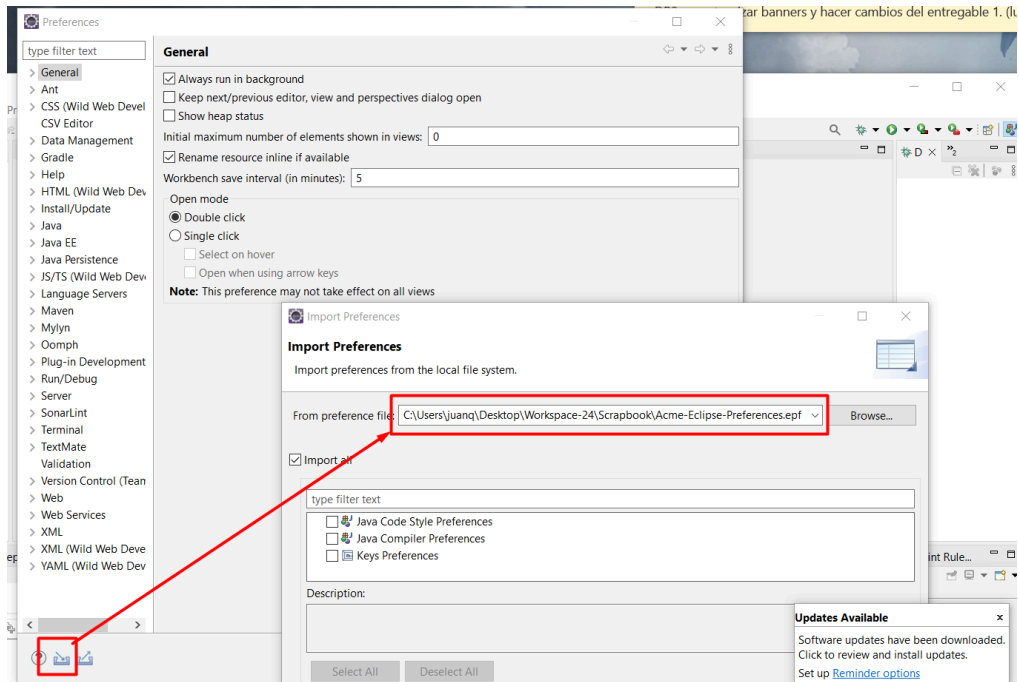 zar banners y hacer cambios del entregable 1. (lu
Preferences
type filter text
General
Ant
CSS (Wild Web Devel
CSV Editor
Data Management
Gradle
Help
HTML (Wild Web Dev
Install/Update
Java
Java EE
Java Persistence
JS/TS (Wild Web Deve
Language Servers
Maven
Mylyn
Oomph
Plug-in Development
Run/Debug
Server
SonarLint
Terminal
TextMate
Validation
Version Control (Team
Web
Web Services
XML
XML (Wild Web Deve
YAML (Wild Web Dev
General
Always run in background
Keep next/previous editor, view and perspectives dialog open
Show heap status
Initial maximum number of elements shown in views: 0
Rename resource inline if available
Workbench save interval (in minutes): 5
Open mode
Double click
Single click
Select on hover
Open when using arrow keys
Note: This preference may not take effect on all views
Import Preferences
Import Preferences
Import preferences from the local file system.
From preference file: C:\Users\juanq\Desktop\Workspace-24\Scrapbook\Acme-Eclipse-Preferences.epf
Browse...
Import all
type filter text
Java Code Style Preferences
Java Compiler Preferences
Keys Preferences
Description:
Select All
Deselect All
Pr
D
2
ep
int Rule...
Updates Available
x
Software updates have been downloaded.
Click to review and install updates.
Set up Reminder options